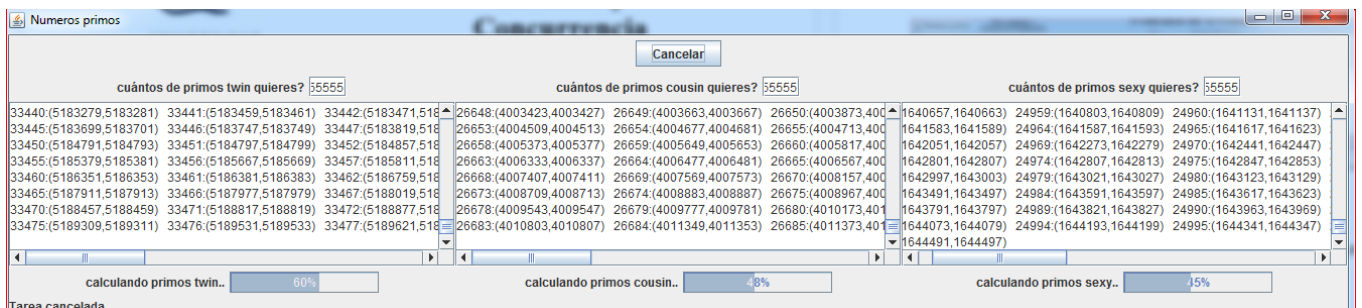 Numeros primos
Concurrencia
Cancelar
cuántos de primos twin quieres? 55555 cuántos de primos cousin quieres? 55555 cuántos de primos sexy quieres? 55555
33440:(5183279,5183281) 33441:(5183459,5183461) 33442:(5183471,518 26648:(4003423,4003427) 26649:(4003663,4003667) 26650:(4003873,400 1640657,1640663) 24959:(1640803,1640809) 24960:(1641131,1641137)
33445:(5183699,5183701) 33446:(5183747,5183749) 33447:(5183819,518 26653:(4004509,4004513) 26654:(4004677,4004681) 26655:(4004713,400 1641583,1641589) 24964:(1641587,1641593) 24965:(1641617,1641623)
33450:(5184791,5184793) 33451:(5184797,5184799) 33452:(5184857,518 26658:(4005373,4005377) 26659:(4005649,4005653) 26660:(4005817,400 1642051,1642057) 24969:(1642273,1642279) 24970:(1642441,1642447)
33455:(5185379,5185381) 33456:(5185667,5185669) 33457:(5185811,518 26663:(4006333,4006337) 26664:(4006477,4006481) 26665:(4006567,400 1642801,1642807) 24974:(1642807,1642813) 24975:(1642847,1642853)
33460:(5186351,5186353) 33461:(5186381,5186383) 33462:(5186759,518 26668:(4007407,4007411) 26669:(4007569,4007573) 26670:(4008157,400 1642997,1643003) 24979:(1643021,1643027) 24980:(1643123,1643129)
33465:(5187911,5187913) 33466:(5187977,5187979) 33467:(5188019,518 26673:(4008709,4008713) 26674:(4008883,4008887) 26675:(4008967,400 1643491,1643497) 24984:(1643591,1643597) 24985:(1643617,1643623)
33470:(5188457,5188459) 33471:(5188817,5188819) 33472:(5188877,518 26678:(4009543,4009547) 26679:(4009777,4009781) 26680:(4010173,401 1643791,1643797) 24989:(1643821,1643827) 24990:(1643963,1643969)
33475:(5189309,5189311) 33476:(5189531,5189533) 33477:(5189621,518 26683:(4010803,4010807) 26684:(4011349,4011353) 26685:(4011373,401 1644073,1644079) 24994:(1644193,1644199) 24995:(1644341,1644347)
1644491,1644497)
calculando primos twin.. 60% calculando primos cousin.. 48% calculando primos sexy.. 45%
Tarea cancelada